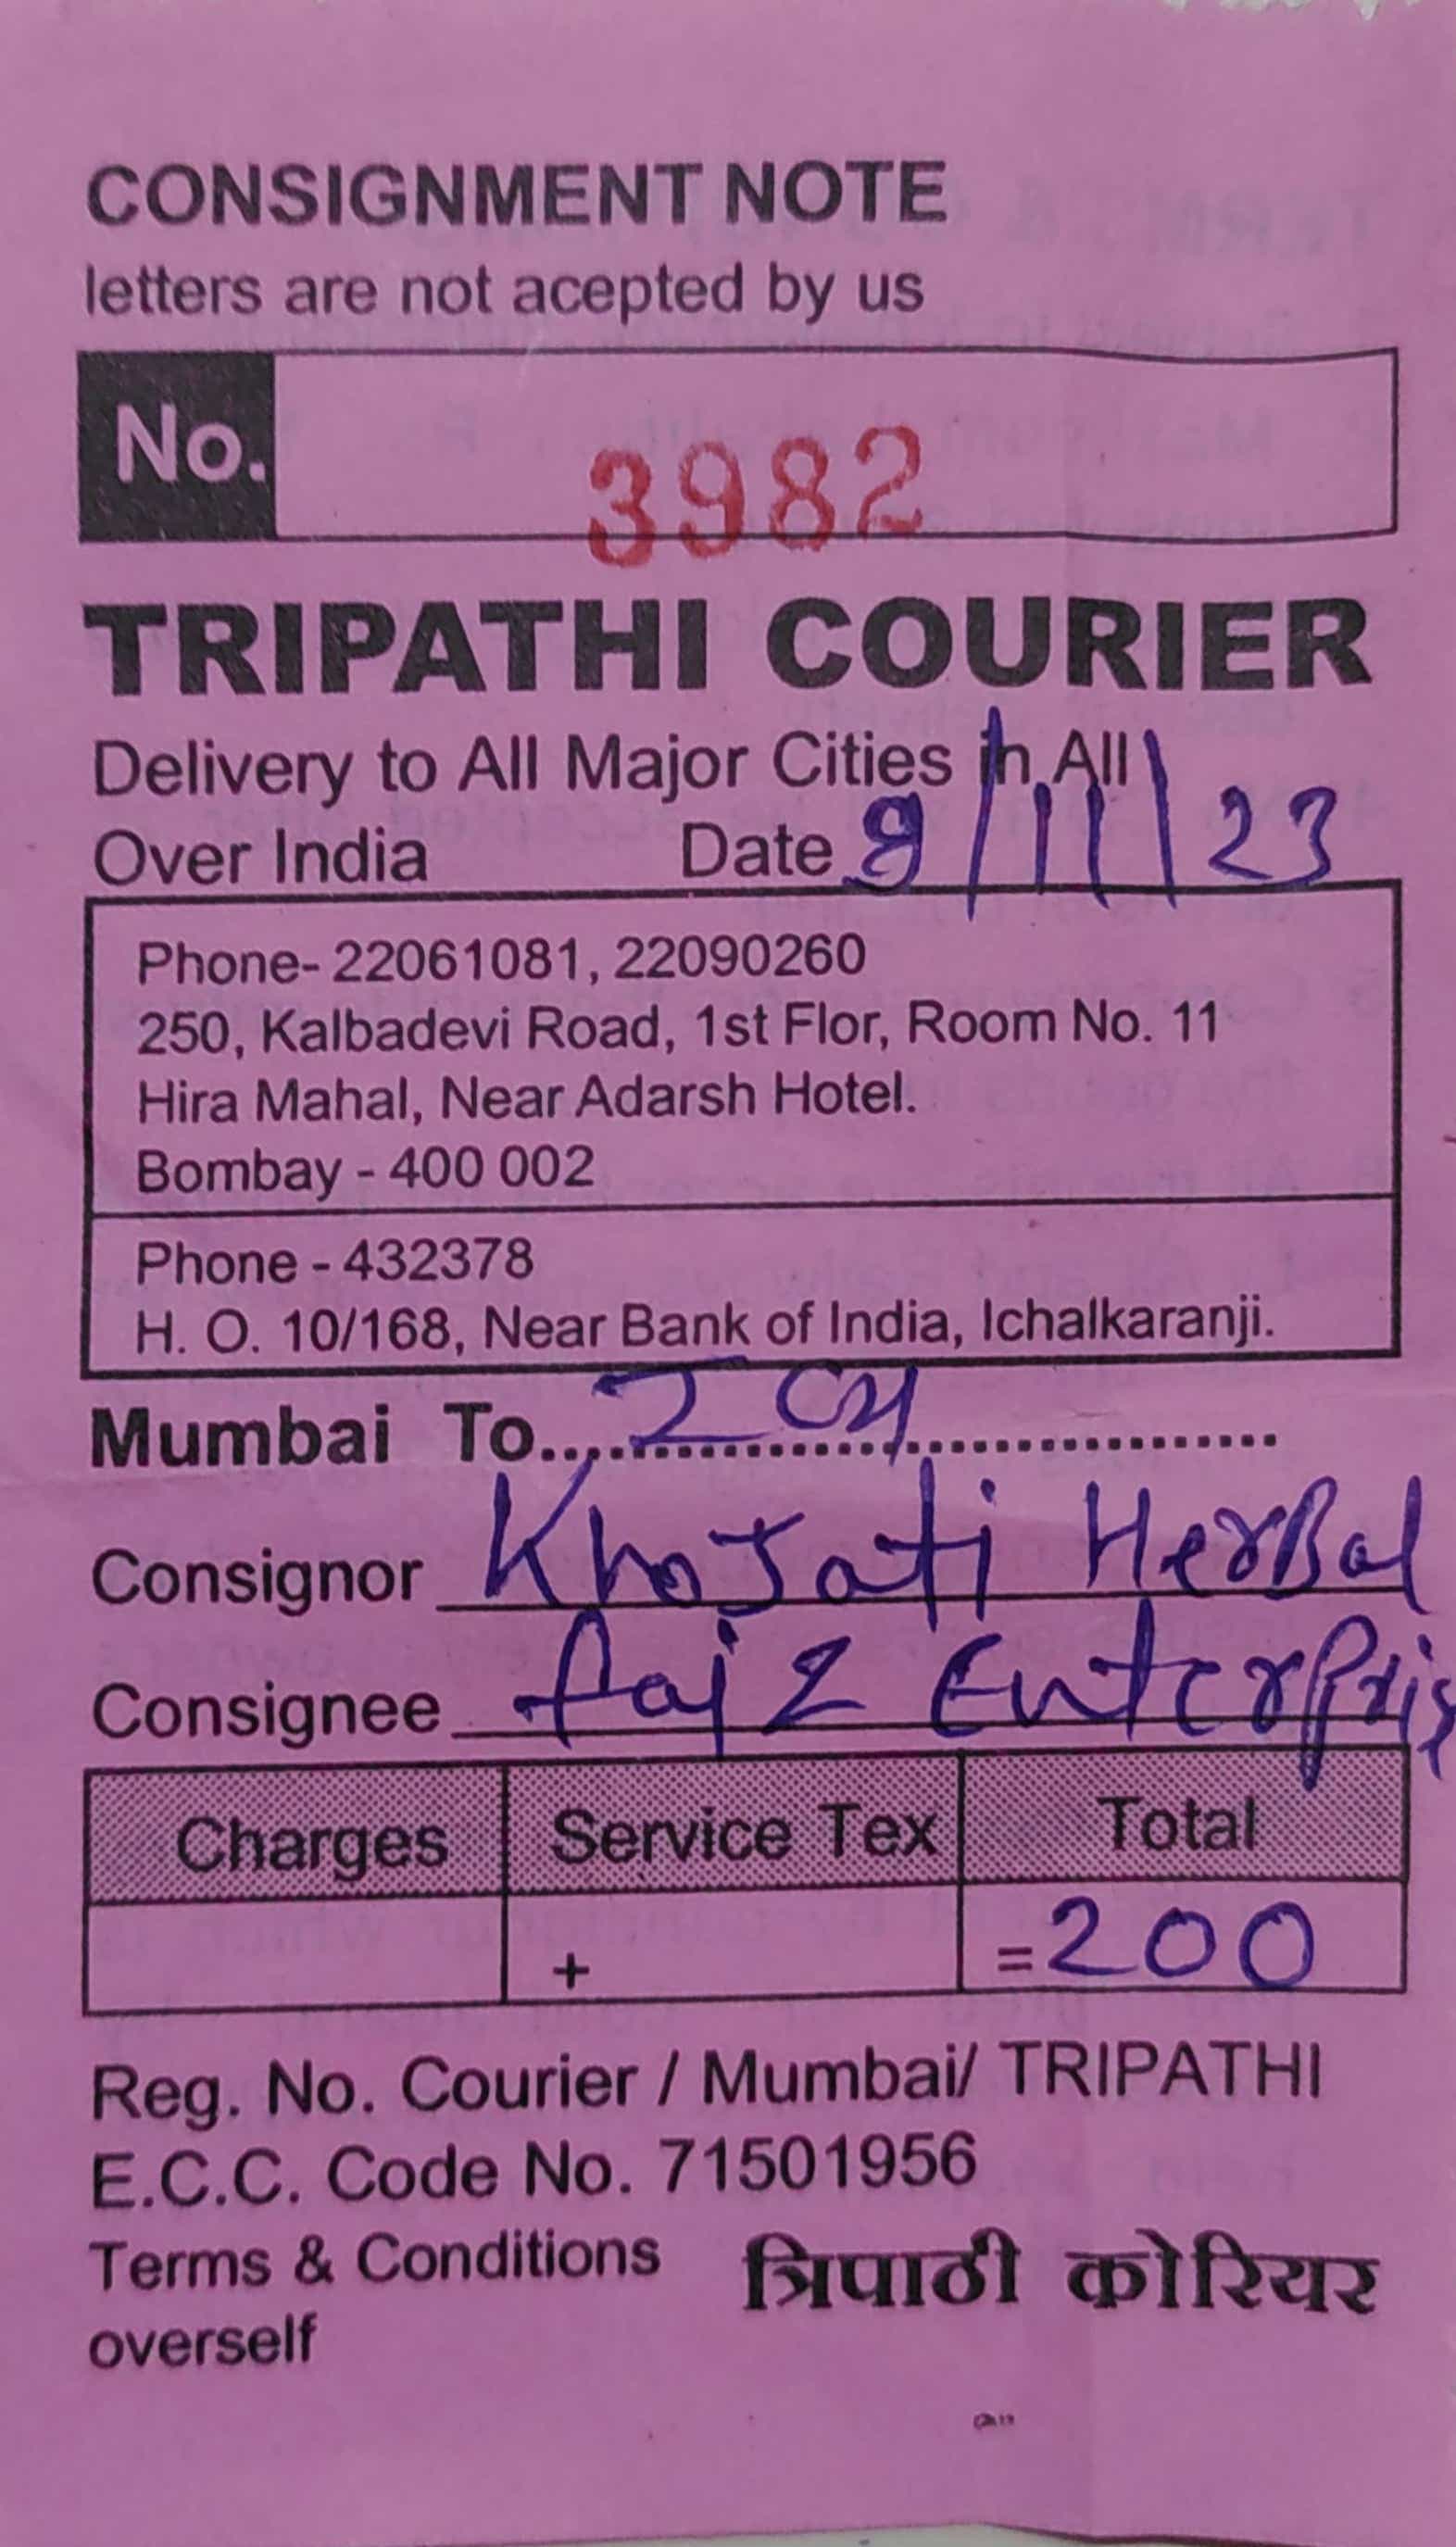 CONSIGNMENT NOTE
letters are not acepted by us
No. 3982
TRIPATHI COURIER
Delivery to All Major Cities in All
Over India Date 9/11/23
Phone- 22061081, 22090260
250, Kalbadevi Road, 1st Flor, Room No. 11
Hira Mahal, Near Adarsh Hotel.
Bombay - 400 002
Phone - 432378
H. O. 10/168, Near Bank of India, Ichalkaranji.
Mumbai To
Consignor Khojati Herbal
Consignee faiz Enterpris
Charges Service Tex Total
+ =200
Reg. No. Courier / Mumbai/ TRIPATHI
E.C.C. Code No. 71501956
Terms & Conditions
overself
त्रिपाठी कोरियर